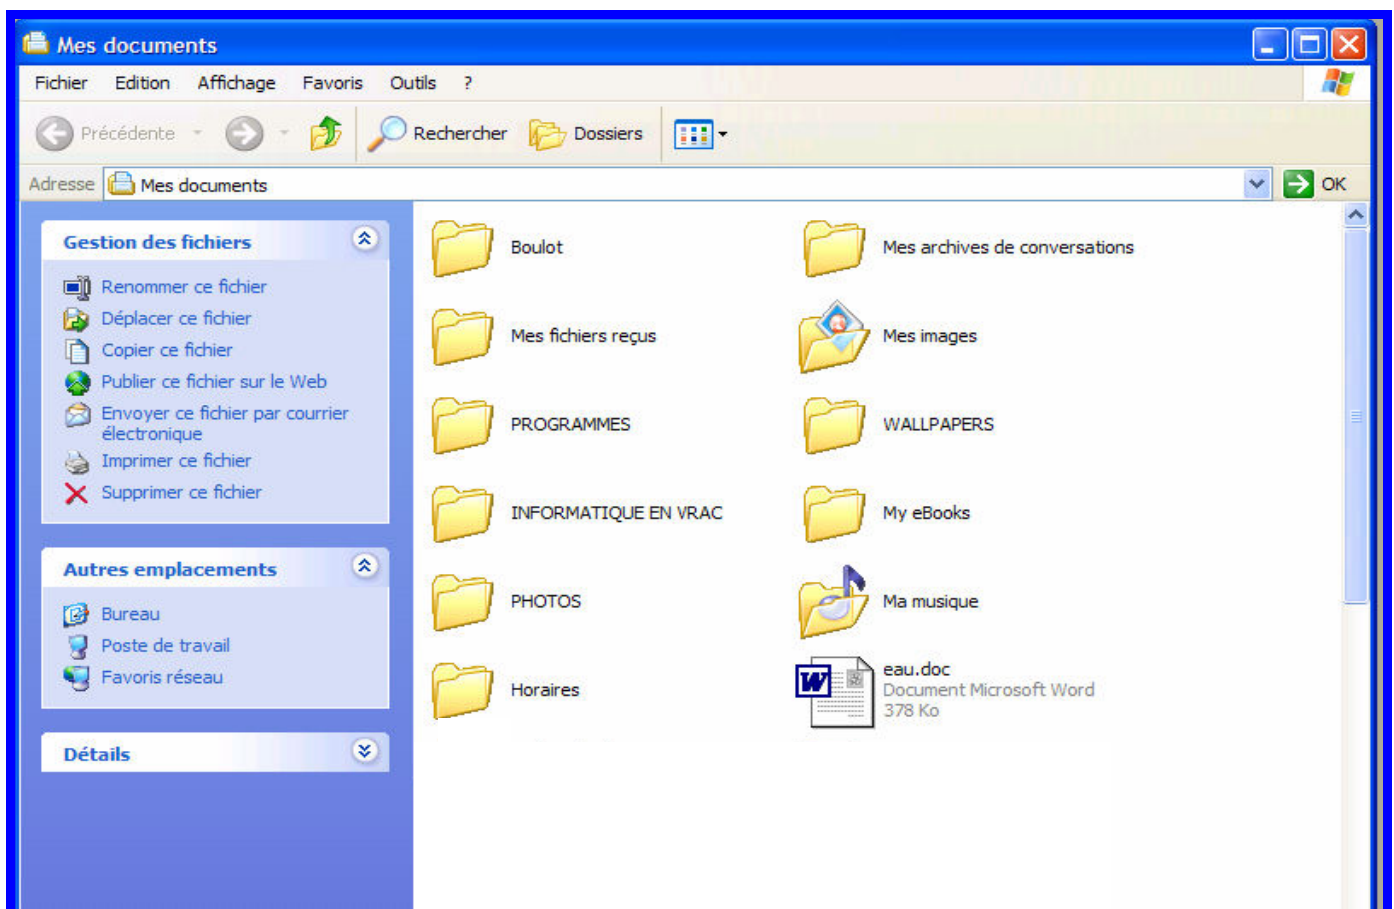 Mes documents
Fichier Edition Affichage Favoris Outils ?
Précédente Rechercher Dossiers
Adresse Mes documents OK
Gestion des fichiers
Renommer ce fichier
Déplacer ce fichier
Copier ce fichier
Publier ce fichier sur le Web
Envoyer ce fichier par courrier
électronique
Imprimer ce fichier
Supprimer ce fichier
Autres emplacements
Bureau
Poste de travail
Favoris réseau
Détails
Boulot
Mes archives de conversations
Mes fichiers reçus
Mes images
PROGRAMMES
WALLPAPERS
INFORMATIQUE EN VRAC
My eBooks
PHOTOS
Ma musique
Horaires
eau.doc
Document Microsoft Word
378 Ko